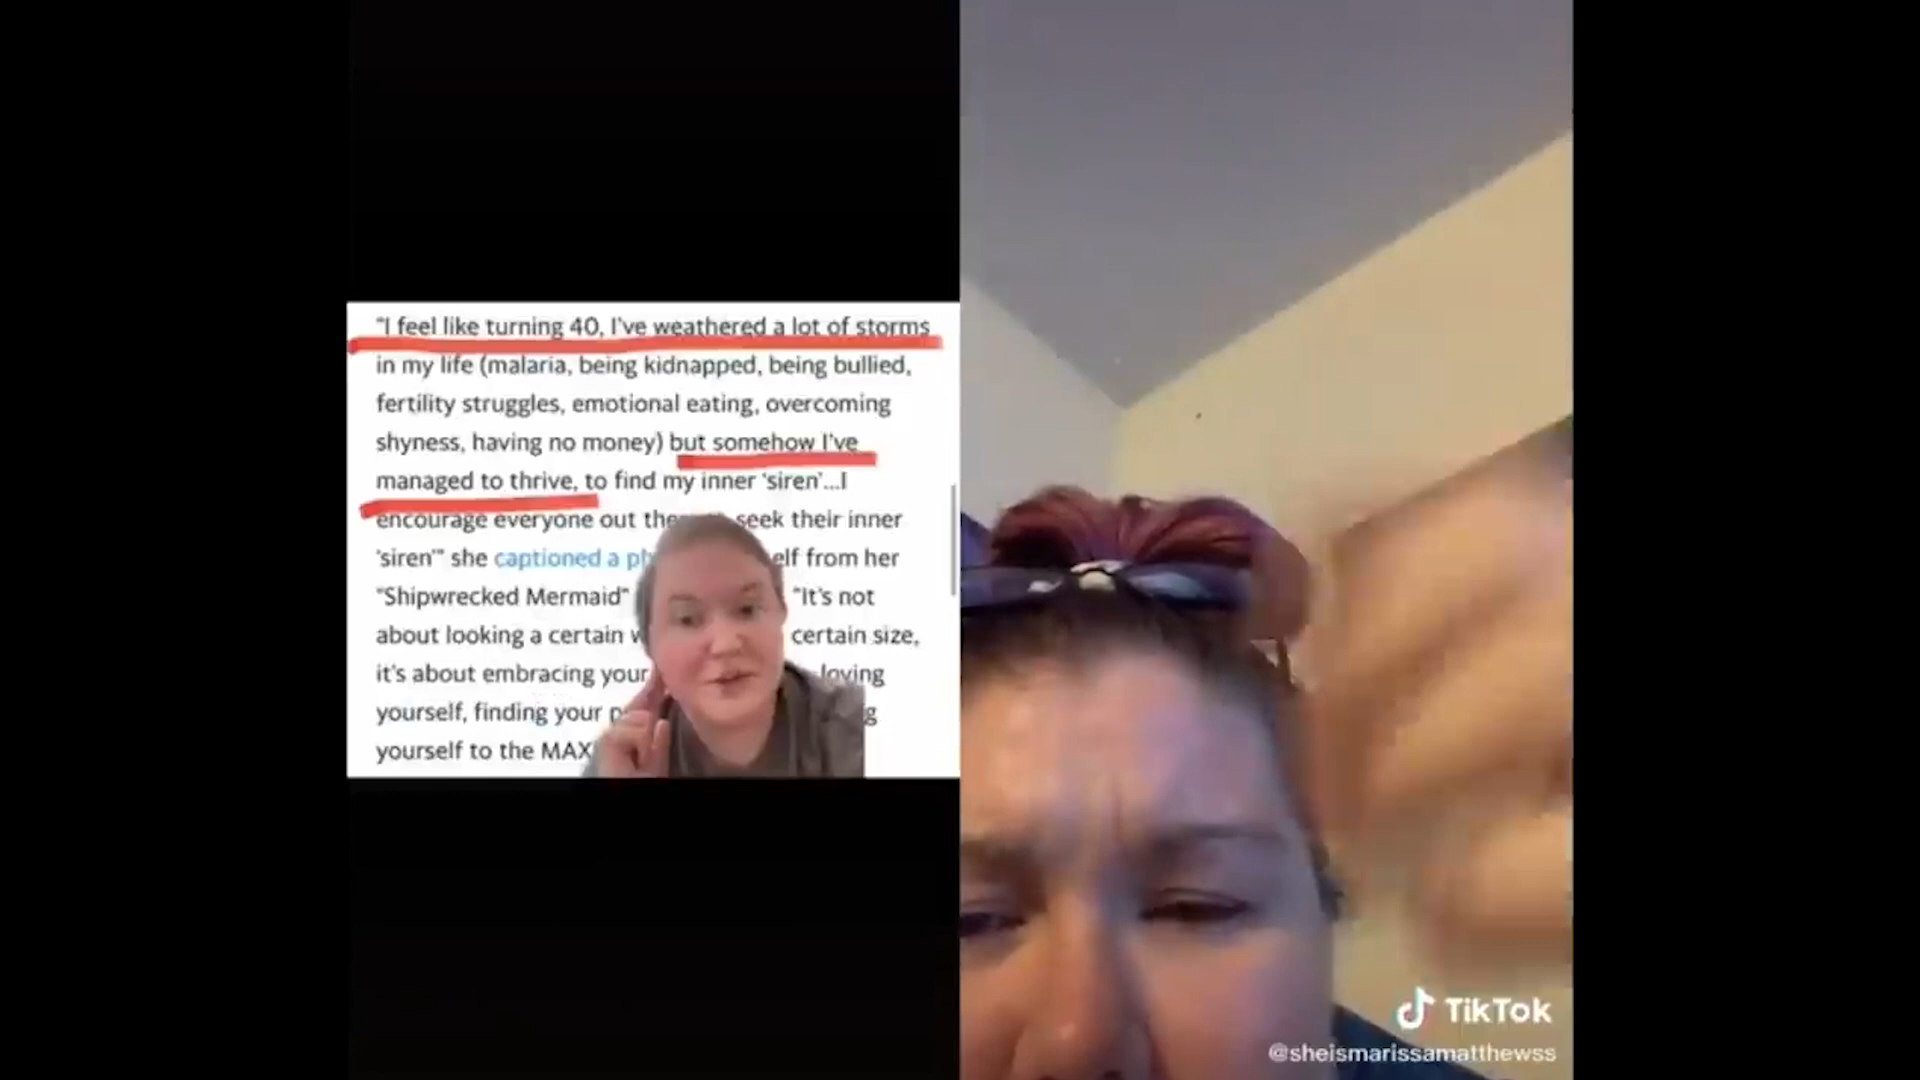 "I feel like turning 40, I've weathered a lot of storms
in my life (malaria, being kidnapped, being bullied,
fertility struggles, emotional eating, overcoming
shyness, having no money) but somehow I've
managed to thrive, to find my inner 'siren'...I
encourage everyone out seek their inner
'siren'" she captioned a elf from her
"Shipwrecked Mermaid" "It's not
about looking a certain certain size,
it's about embracing your loving
yourself, finding your
yourself to the MAX
TikTok
@sheismarissamatthewss